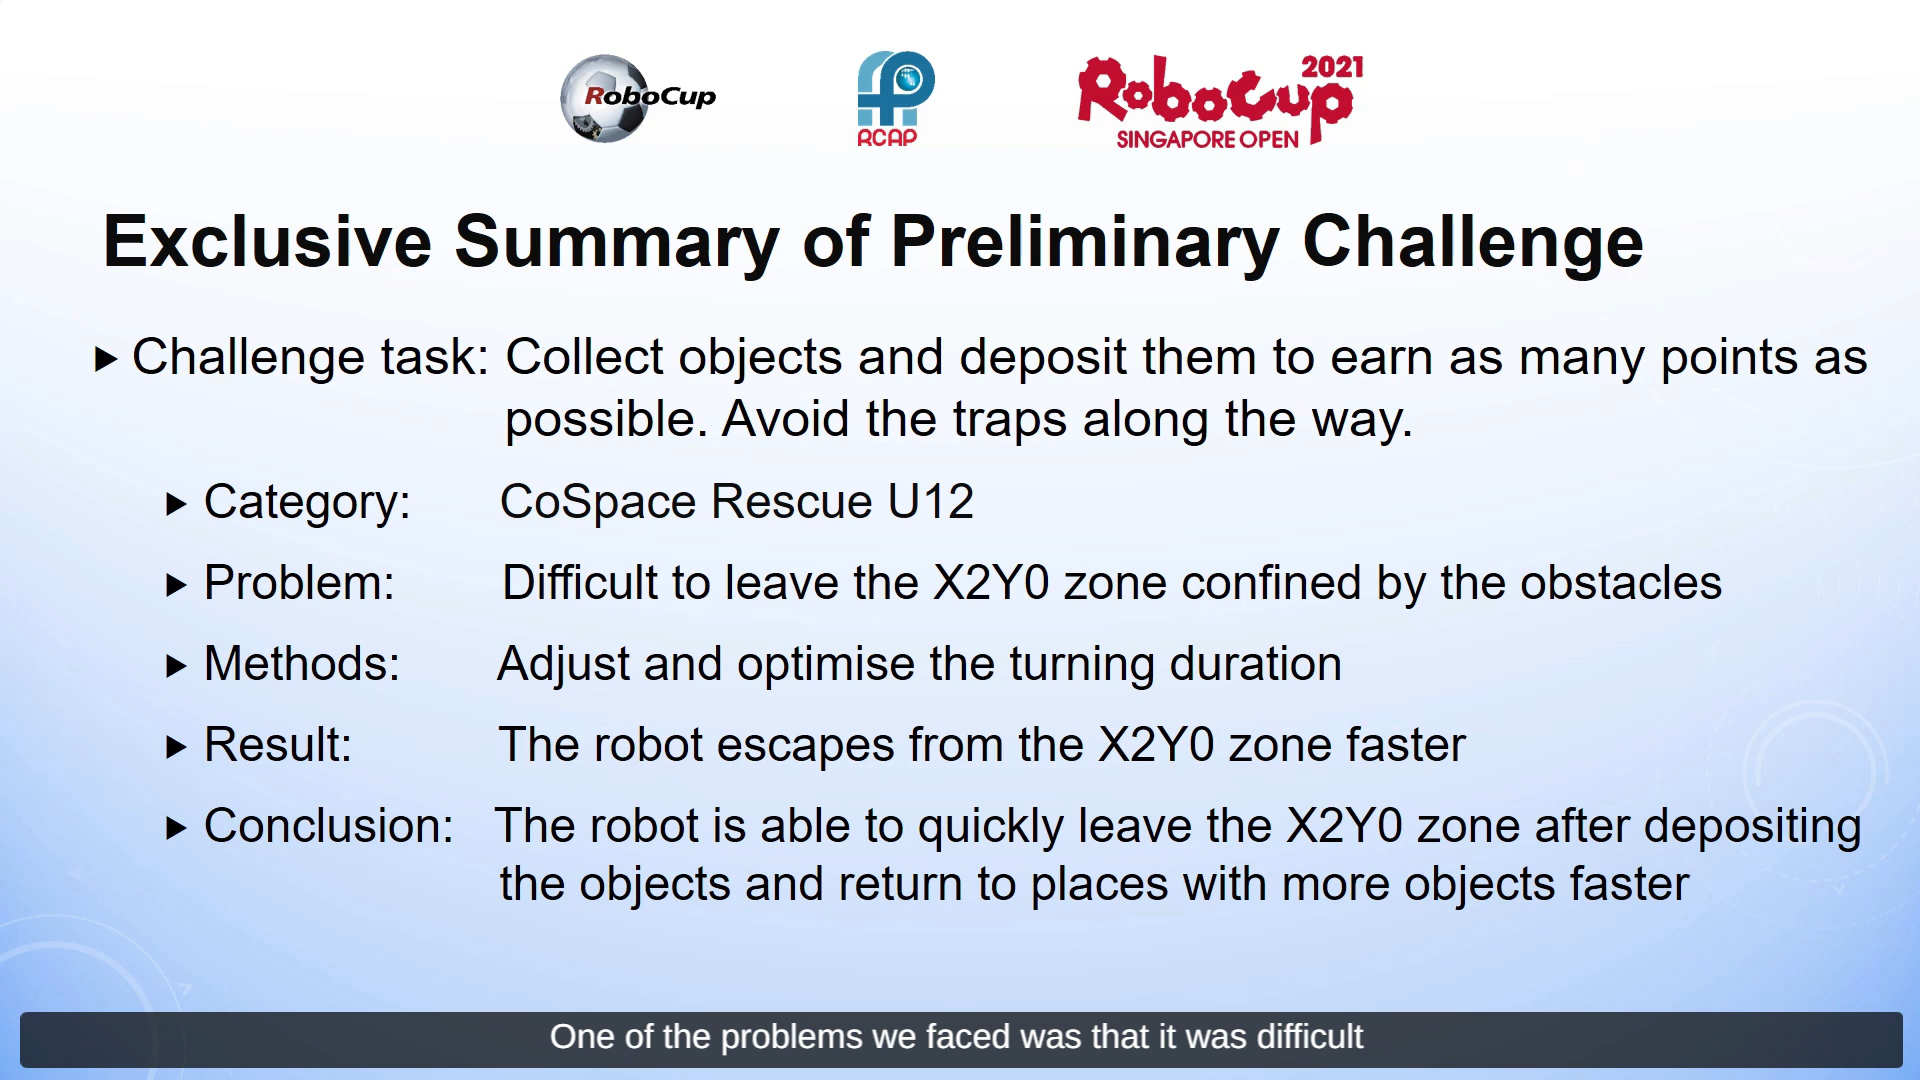 RoboCup
RCAP
RoboCup 2021
SINGAPORE OPEN
Exclusive Summary of Preliminary Challenge
Challenge task: Collect objects and deposit them to earn as many points as
possible. Avoid the traps along the way.
Category: CoSpace Rescue U12
Problem: Difficult to leave the X2Y0 zone confined by the obstacles
Methods: Adjust and optimise the turning duration
Result: The robot escapes from the X2Y0 zone faster
Conclusion: The robot is able to quickly leave the X2Y0 zone after depositing
the objects and return to places with more objects faster
One of the problems we faced was that it was difficult